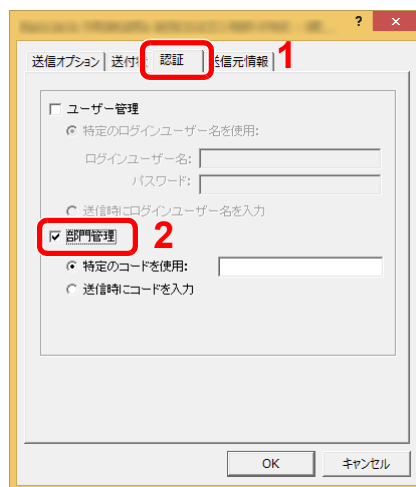 ? ×
送信オプション 送付 認証 送信元情報 1
ユーザー管理
特定のログインユーザー名を使用:
ログインユーザー名:
パスワード:
送信時にログインユーザー名を入力
部門管理 2
特定のコードを使用:
送信時にコードを入力
OK キャンセル